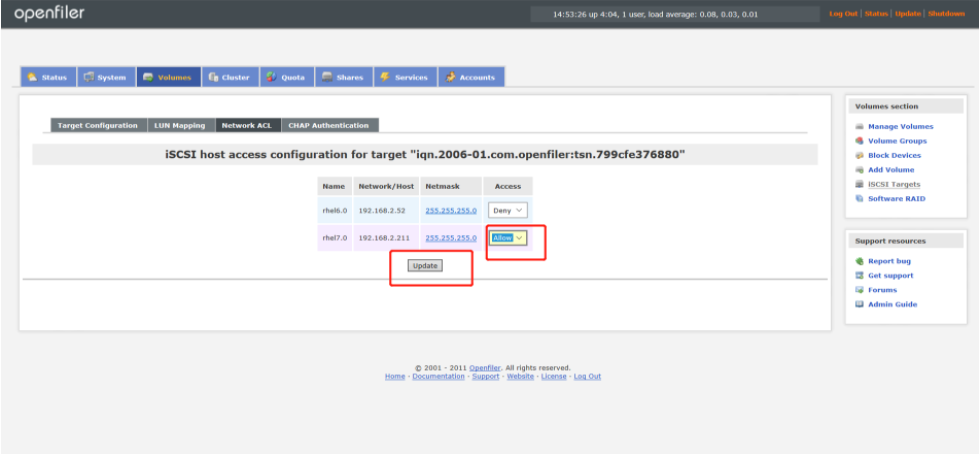 openfiler
14:53:26 up 4:04, 1 user, load average: 0.08, 0.03, 0.01
Log Out | Status | Update | Shutdown
Status System Volumes Cluster Quota Shares Services Accounts
Target Configuration LUN Mapping Network ACL CHAP Authentication
iSCSI host access configuration for target "iqn.2006-01.com.openfiler:tsn.799cfe376880"
Name Network/Host Netmask Access
rhel6.0 192.168.2.52 255.255.255.0 Deny
rhel7.0 192.168.2.211 255.255.255.0 Allow
Update
Volumes section
Manage Volumes
Volume Groups
Block Devices
Add Volume
iSCSI Targets
Software RAID
Support resources
Report bug
Get support
Forums
Admin Guide
© 2001 - 2011 Openfiler. All rights reserved.
Home - Documentation - Support - Website - License - Log Out